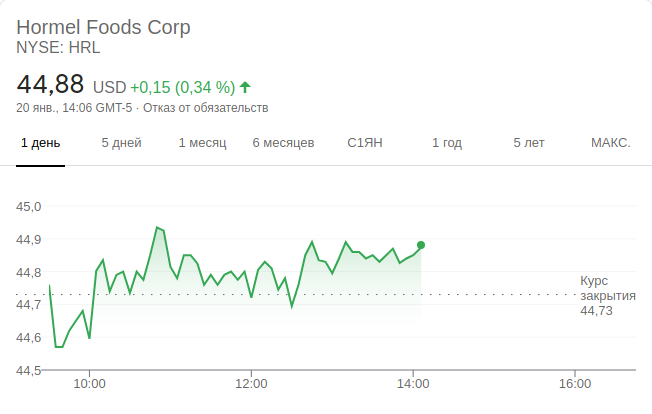 Hormel Foods Corp
NYSE: HRL
44,88 USD +0,15 (0,34 %)
20 янв., 14:06 GMT-5 · Отказ от обязательств
1 день 5 дней 1 месяц 6 месяцев С1ЯН 1 год 5 лет МАКС.
45,0
44,9
44,8
44,7
44,6
44,5
Курс
закрытия
44,73
10:00 12:00 14:00 16:00